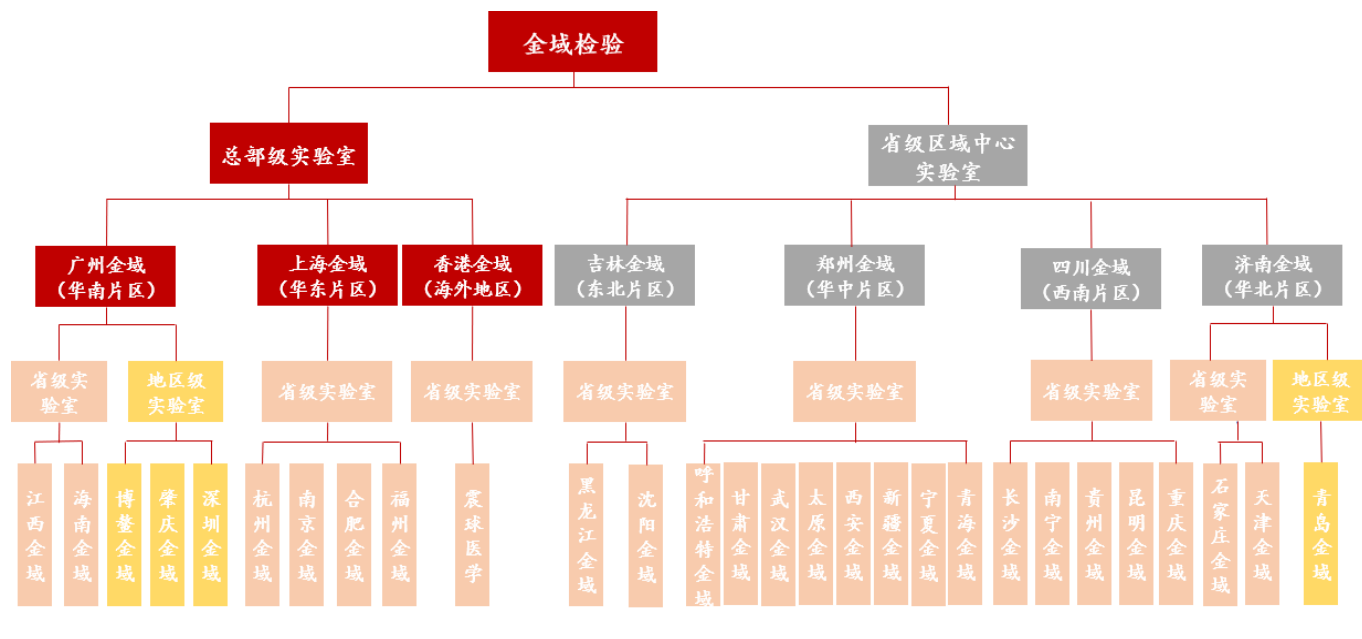 金域检验
总部级实验室
省级区域中心
实验室
广州金域
（华南片区）
上海金域
（华东片区）
香港金域
（海外地区）
吉林金域
（东北片区）
郑州金域
（华中片区）
四川金域
（西南片区）
济南金域
（华北片区）
省级实
验室
地区级
实验室
省级实验室
省级实验室
省级实验室
省级实验室
省级实验室
省级实
验室
地区级
实验室
江西金域
海南金域
博鳌金域
肇庆金域
深圳金域
杭州金域
南京金域
合肥金域
福州金域
震球医学
黑龙江金域
沈阳金域
呼和浩特金域
甘肃金域
武汉金域
太原金域
西安金域
新疆金域
宁夏金域
青海金域
长沙金域
南宁金域
贵州金域
昆明金域
重庆金域
石家庄金域
天津金域
青岛金域